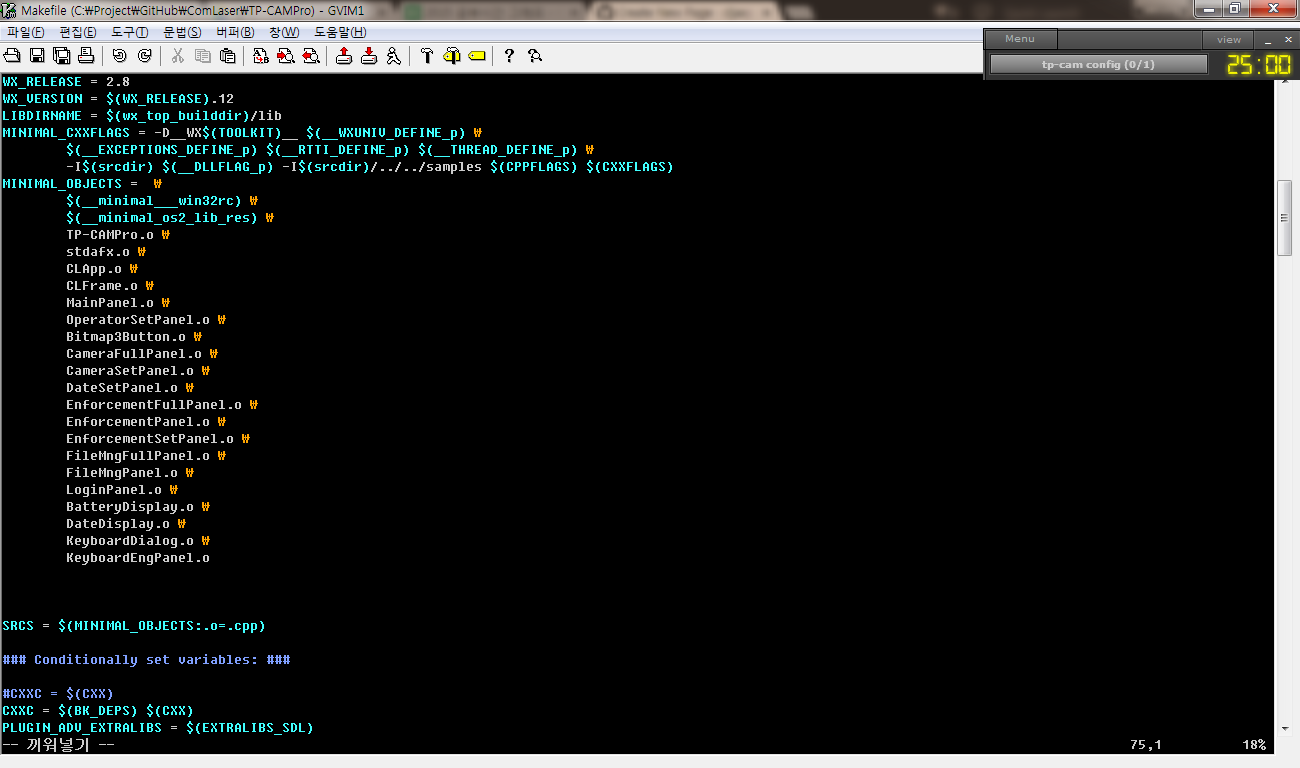 Makefile (C:₩Project₩GitHub₩ComLaser₩TP-CAMPro) - GVIM1
파일(F) 편집(E) 도구(T) 문법(S) 버퍼(B) 창(W) 도움말(H)
Menu view
tp-cam config (0/1) 25:00
WX_RELEASE = 2.8
WX_VERSION = $(WX_RELEASE).12
LIBDIRNAME = $(wx_top_builddir)/lib
MINIMAL_CXXFLAGS = -D__WX$(TOOLKIT)__ $(__WXUNIV_DEFINE_p) ₩
$(__EXCEPTIONS_DEFINE_p) $(__RTTI_DEFINE_p) $(__THREAD_DEFINE_p) ₩
-I$(srcdir) $(__DLLFLAG_p) -I$(srcdir)/../../samples $(CPPFLAGS) $(CXXFLAGS)
MINIMAL_OBJECTS =  ₩
$(__minimal___win32rc) ₩
$(__minimal_os2_lib_res) ₩
TP-CAMPro.o ₩
stdafx.o ₩
CLApp.o ₩
CLFrame.o ₩
MainPanel.o ₩
OperatorSetPanel.o ₩
Bitmap3Button.o ₩
CameraFullPanel.o ₩
CameraSetPanel.o ₩
DateSetPanel.o ₩
EnforcementFullPanel.o ₩
EnforcementPanel.o ₩
EnforcementSetPanel.o ₩
FileMngFullPanel.o ₩
FileMngPanel.o ₩
LoginPanel.o ₩
BatteryDisplay.o ₩
DateDisplay.o ₩
KeyboardDialog.o ₩
KeyboardEngPanel.o
SRCS = $(MINIMAL_OBJECTS:.o=.cpp)
### Conditionally set variables: ###
#CXXC = $(CXX)
CXXC = $(BK_DEPS) $(CXX)
PLUGIN_ADV_EXTRALIBS = $(EXTRALIBS_SDL)
-- 끼워넣기 -- 75,1 18%